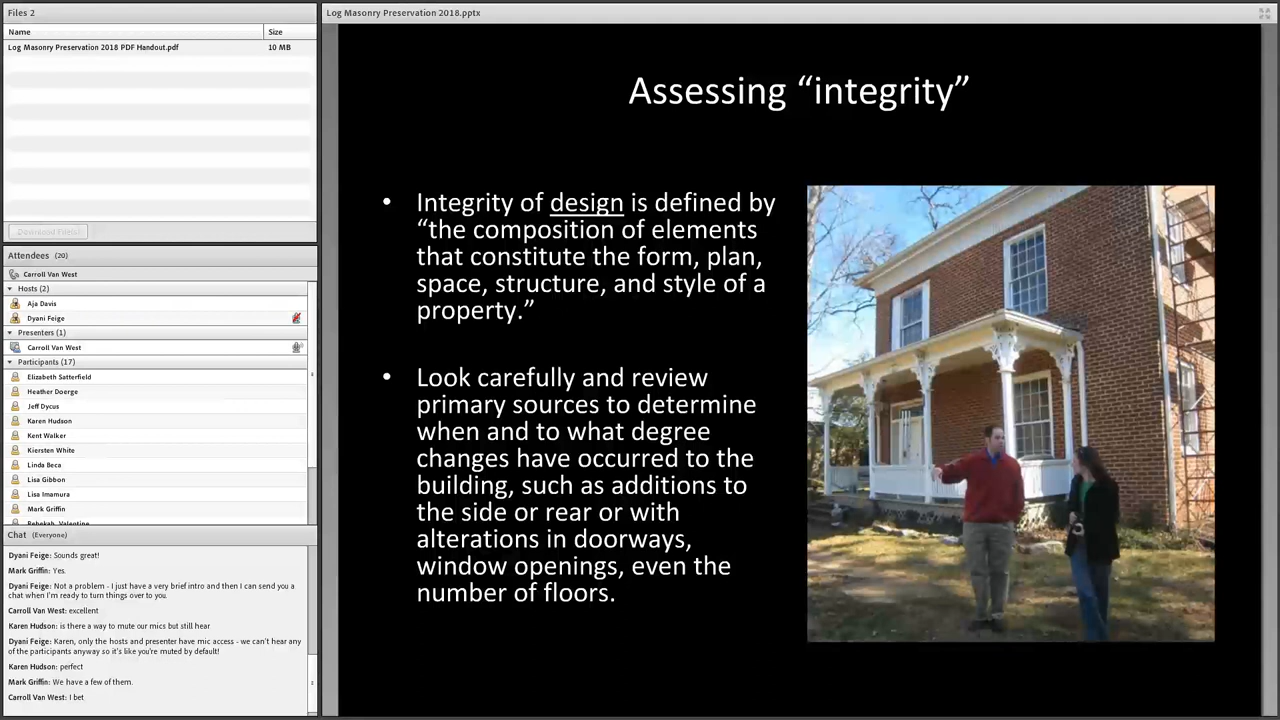 Files 2
Name
Size
Log Masonry Preservation 2018 PDF Handout.pdf
10 MB
Download File(s)
Attendees (20)
Carroll Van West
Hosts (2)
Aja Davis
Dyani Feige
Presenters (1)
Carroll Van West
Participants (17)
Elizabeth Satterfield
Heather Doerge
Jeff Dycus
Karen Hudson
Kent Walker
Kiersten White
Linda Beca
Lisa Gibbon
Lisa Imamura
Mark Griffin
Rebekah, Valentine
Chat (Everyone)
Dyani Feige: Sounds great!
Mark Griffin: Yes.
Dyani Feige: Not a problem - I just have a very brief intro and then I can send you a
chat when I'm ready to turn things over to you.
Carroll Van West: excellent
Karen Hudson: is there a way to mute our mics but still hear
Dyani Feige: Karen, only the hosts and presenter have mic access - we can't hear any
of the participants anyway so it's like you're muted by default!
Karen Hudson: perfect
Mark Griffin: We have a few of them.
Carroll Van West: I bet
Log Masonry Preservation 2018.pptx
Assessing “integrity”
• Integrity of design is defined by
“the composition of elements
that constitute the form, plan,
space, structure, and style of a
property.”
• Look carefully and review
primary sources to determine
when and to what degree
changes have occurred to the
building, such as additions to
the side or rear or with
alterations in doorways,
window openings, even the
number of floors.